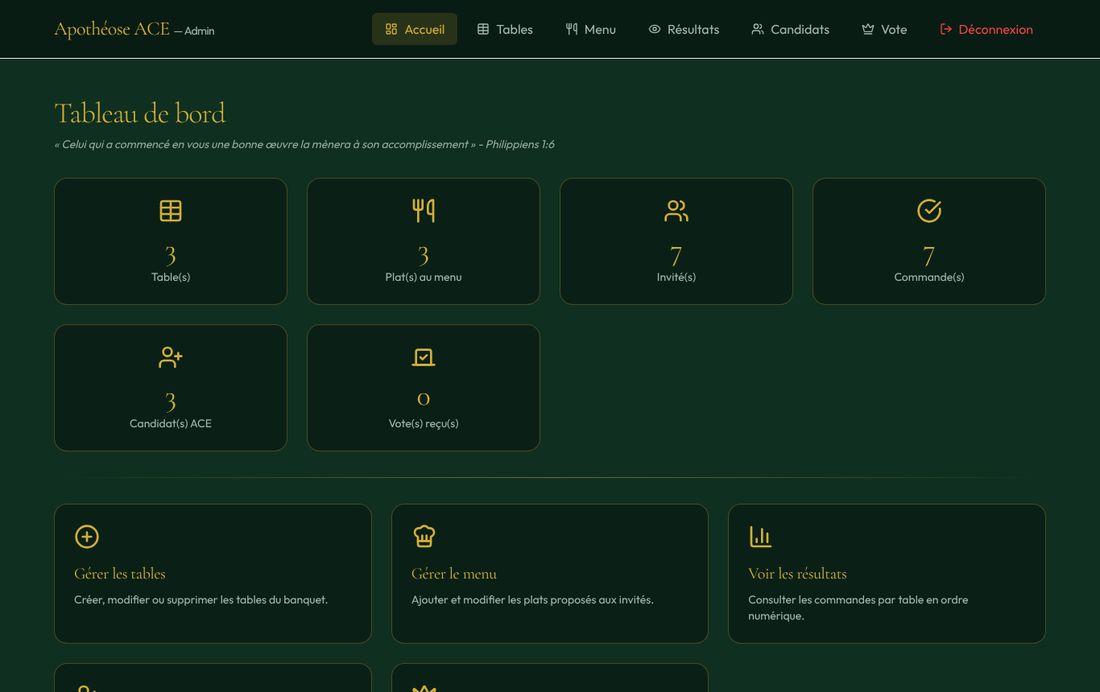 Apothéose ACE — Admin
Accueil
Tables
Menu
Résultats
Candidats
Vote
Déconnexion
Tableau de bord
« Celui qui a commencé en vous une bonne œuvre la mènera à son accomplissement » - Philippiens 1:6
3
Table(s)
3
Plat(s) au menu
7
Invité(s)
7
Commande(s)
3
Candidat(s) ACE
0
Vote(s) reçu(s)
Gérer les tables
Créer, modifier ou supprimer les tables du banquet.
Gérer le menu
Ajouter et modifier les plats proposés aux invités.
Voir les résultats
Consulter les commandes par table en ordre
numérique.